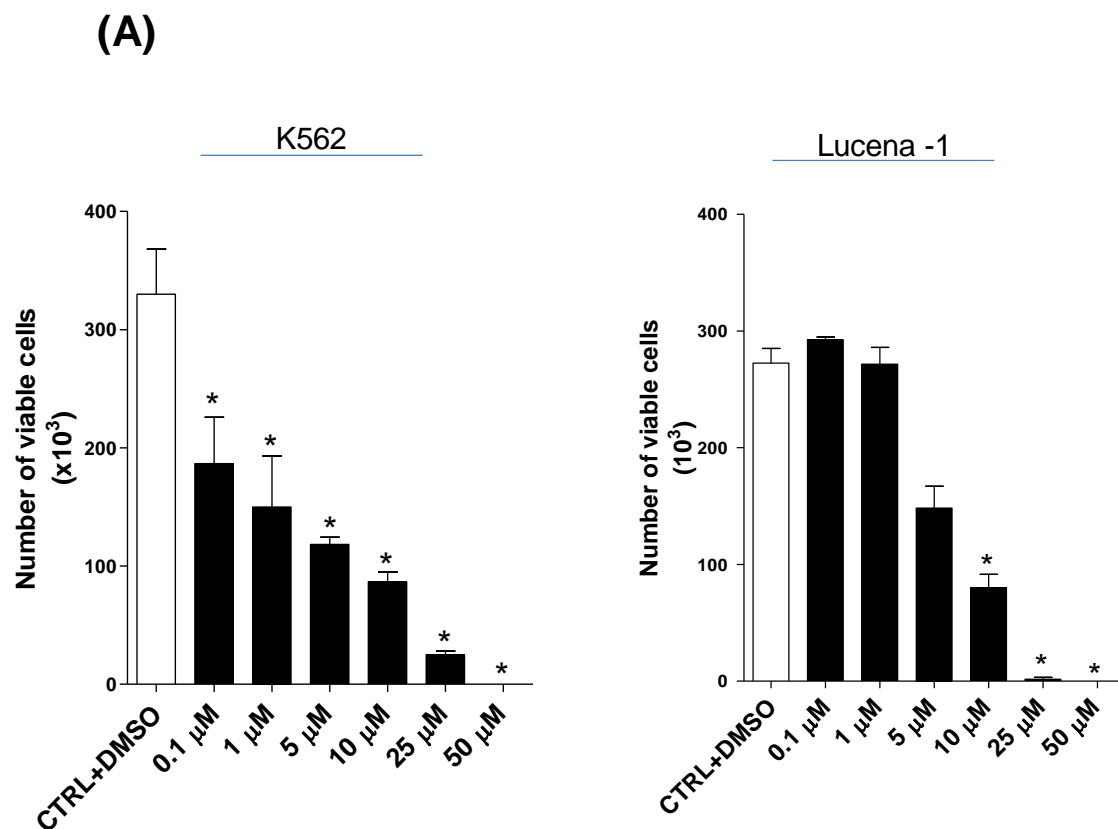 (A)
K562
400
300
200
100
0
Number of viable cells
(x10³)
* * * * * *
CTRL+DMSO
0.1 μM
1 μM
5 μM
10 μM
25 μM
50 μM
Lucena -1
400
300
200
100
0
Number of viable cells
(10³)
* * *
CTRL+DMSO
0.1 μM
1 μM
5 μM
10 μM
25 μM
50 μM